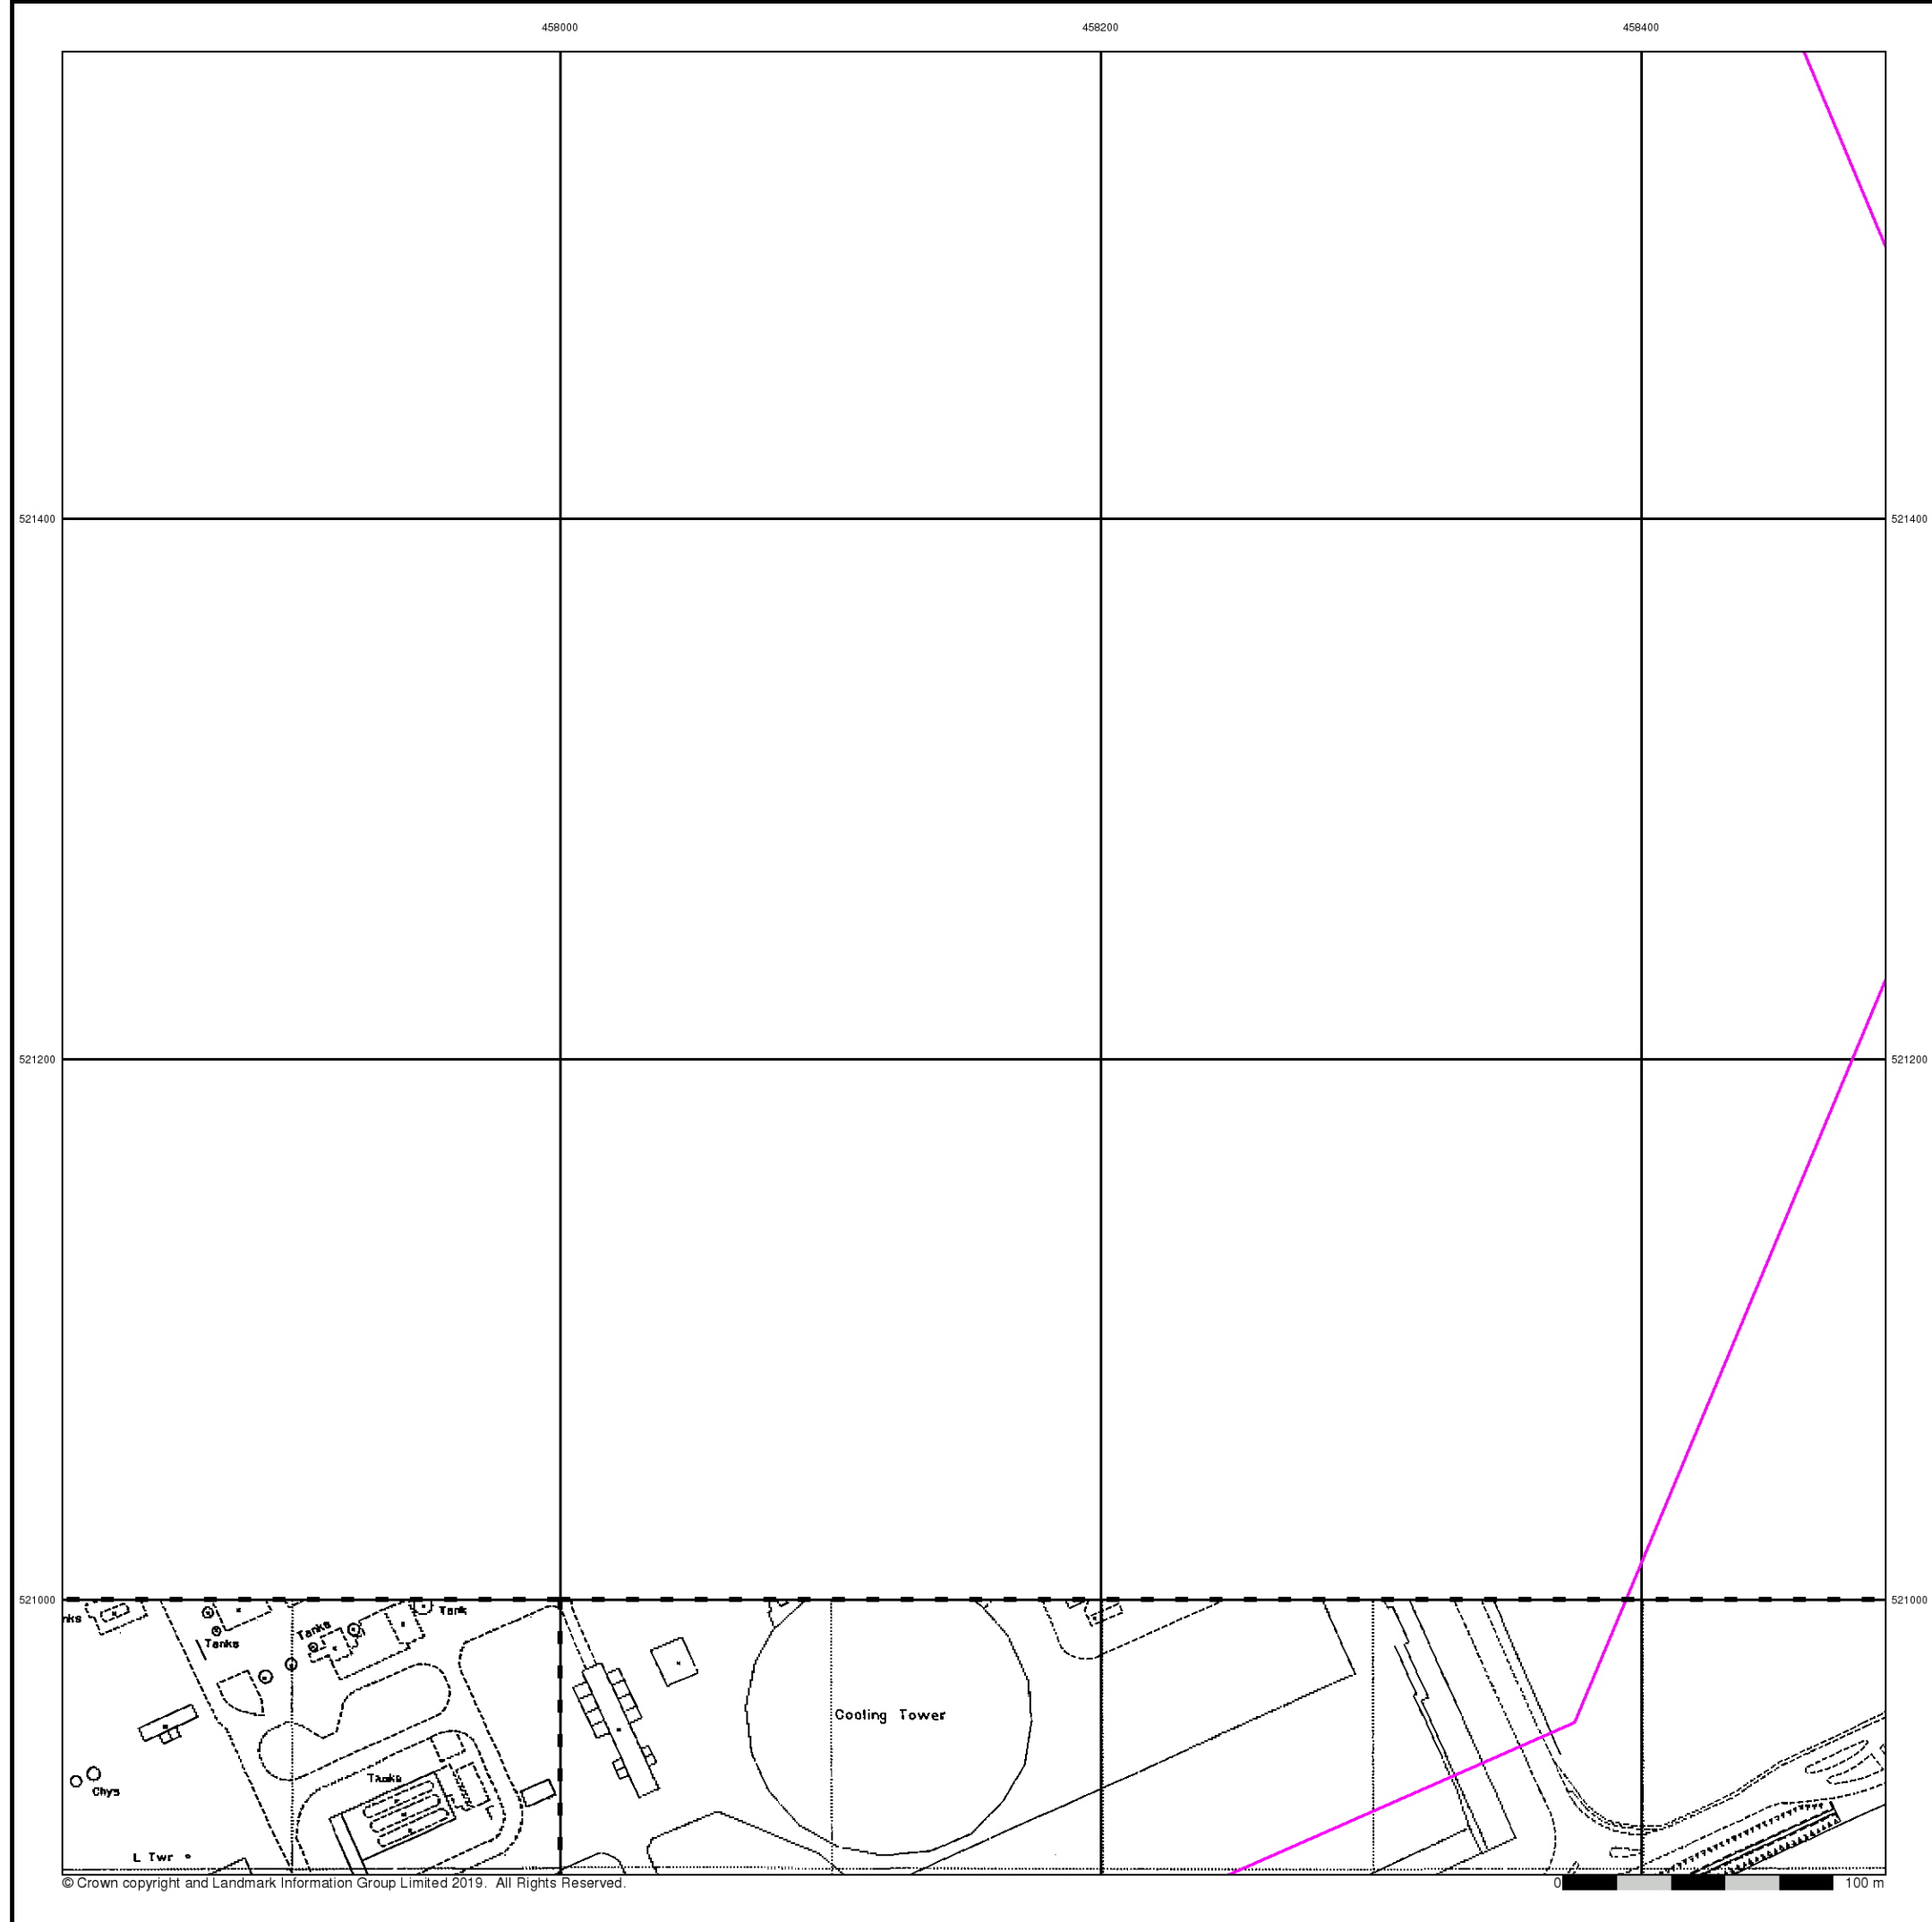 458000 458200 458400
521400 521400
521200 521200
521000
521000
nks
Tank
Tanks
Tanks
Cooling Tower
Tanks
Chys
L Twr
© Crown copyright and Landmark Information Group Limited 2019. All Rights Reserved.
0 100 m